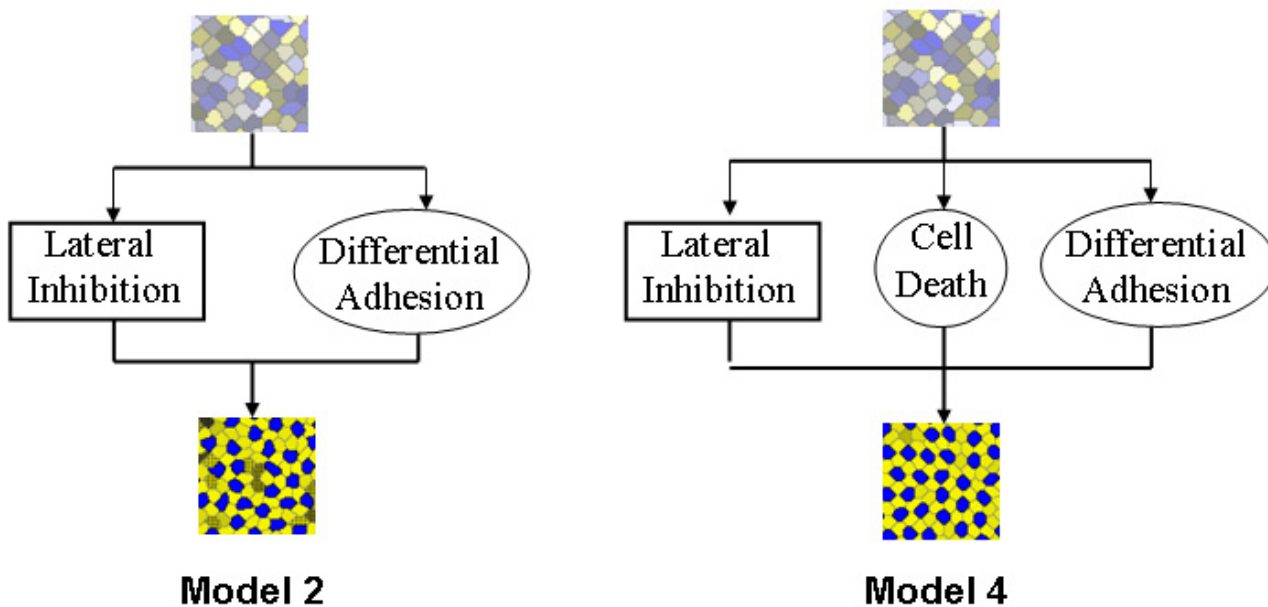 Lateral
Inhibition
Differential
Adhesion
Model 2
Lateral
Inhibition
Cell
Death
Differential
Adhesion
Model 4